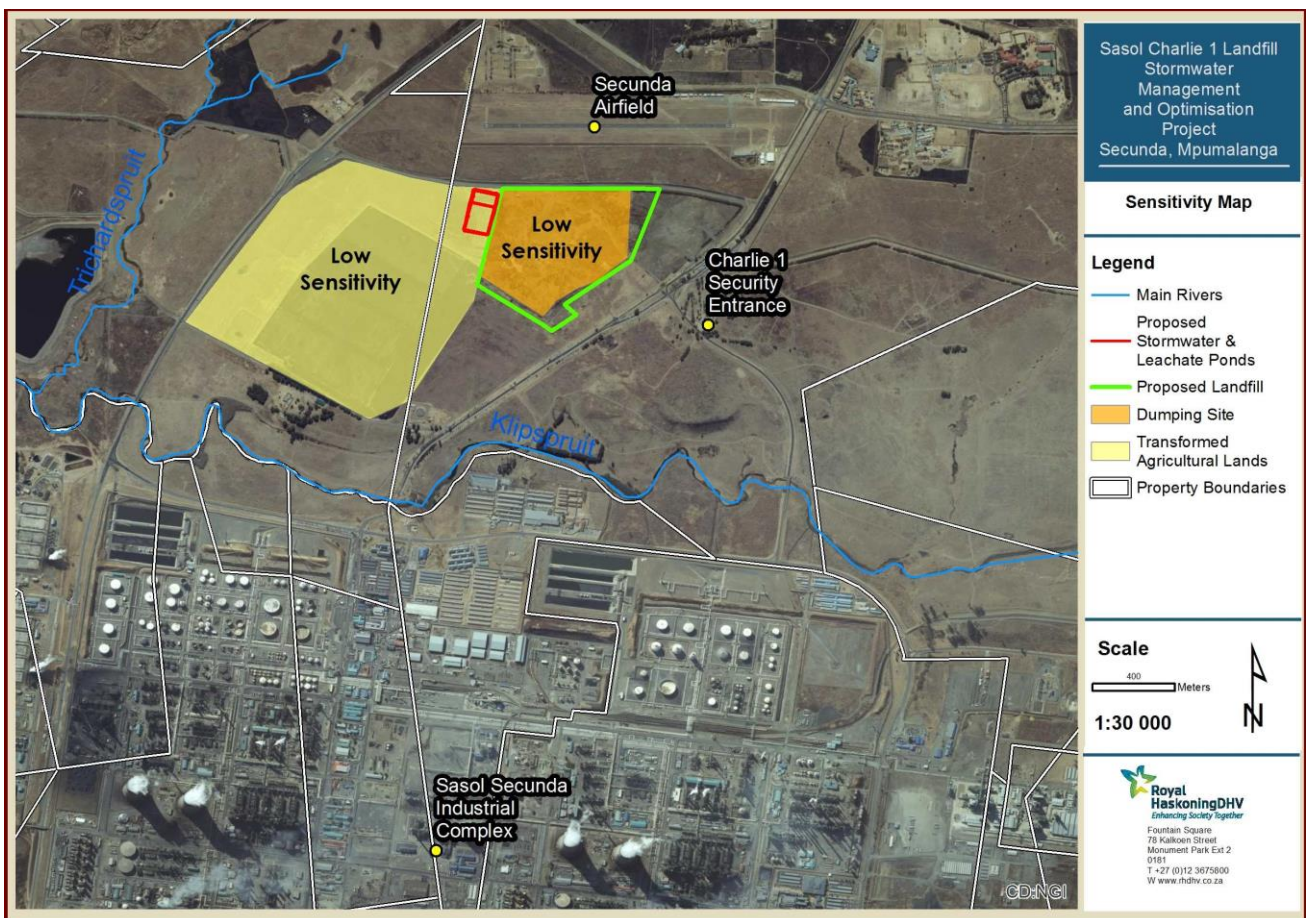 Secunda
Airfield
Trichardspruit
Low
Sensitivity
Low
Sensitivity
Charlie 1
Security
Entrance
Klipspruit
Sasol Secunda
Industrial
Complex
CD:NGI
Sasol Charlie 1 Landfill
Stormwater
Management
and Optimisation
Project
Secunda, Mpumalanga
Sensitivity Map
Legend
Main Rivers
Proposed
Stormwater &
Leachate Ponds
Proposed Landfill
Dumping Site
Transformed
Agricultural Lands
Property Boundaries
Scale
400
Meters
1:30 000
N
Royal
HaskoningDHV
Enhancing Society Together
Fountain Square
78 Kalkoen Street
Monument Park Ext 2
0181
T +27 (0)12 3675800
W www.rhdhv.co.za